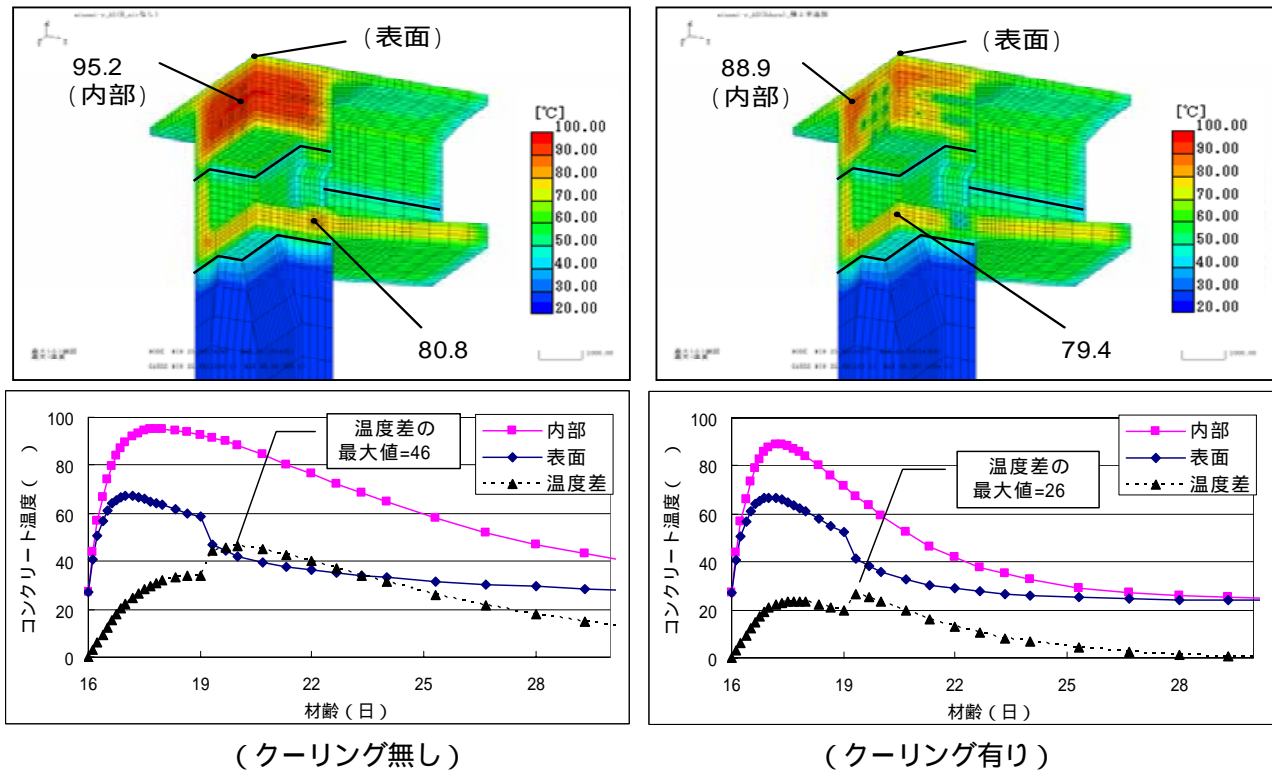 (表面)
95.2
(内部)
[℃]
100.00
90.00
80.00
70.00
60.00
50.00
40.00
30.00
20.00
80.8
(表面)
88.9
(内部)
[℃]
100.00
90.00
80.00
70.00
60.00
50.00
40.00
30.00
20.00
79.4
コンクリート温度( )
100
80
60
40
20
0
16
19
22
25
28
材齢(日)
温度差の
最大値=46
内部
表面
温度差
(クーリング無し)
コンクリート温度( )
100
80
60
40
20
0
16
19
22
25
28
材齢(日)
温度差の
最大値=26
内部
表面
温度差
(クーリング有り)